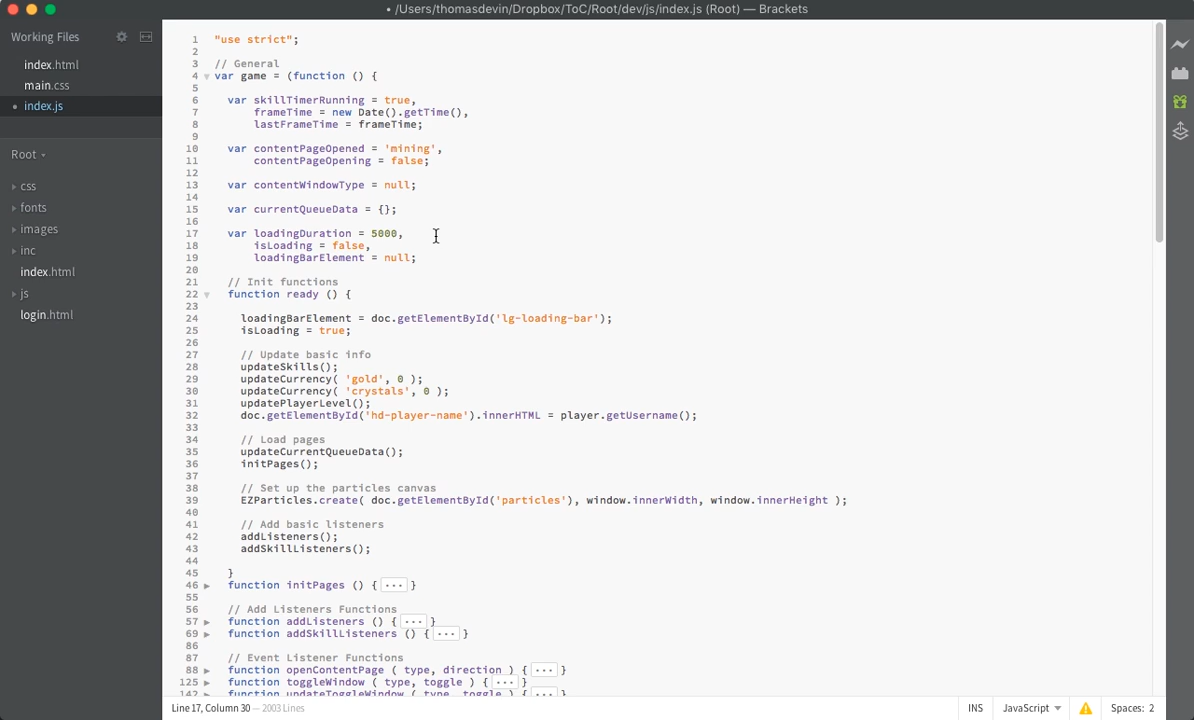 • /Users/thomasdevin/Dropbox/ToC/Root/dev/js/index.js (Root) — Brackets
Working Files
index.html
main.css
• index.js
Root
css
fonts
images
inc
index.html
js
login.html
1 "use strict";
2
3 // General
4 var game = (function () {
5
6 var skillTimerRunning = true,
7 frameTime = new Date().getTime(),
8 lastFrameTime = frameTime;
9
10 var contentPageOpened = 'mining',
11 contentPageOpening = false;
12
13 var contentWindowType = null;
14
15 var currentQueueData = {};
16
17 var loadingDuration = 5000,
18 isLoading = false,
19 loadingBarElement = null;
20
21 // Init functions
22 function ready () {
23
24 loadingBarElement = doc.getElementById('lg-loading-bar');
25 isLoading = true;
26
27 // Update basic info
28 updateSkills();
29 updateCurrency( 'gold', 0 );
30 updateCurrency( 'crystals', 0 );
31 updatePlayerLevel();
32 doc.getElementById('hd-player-name').innerHTML = player.getUsername();
33
34 // Load pages
35 updateCurrentQueueData();
36 initPages();
37
38 // Set up the particles canvas
39 EZParticles.create( doc.getElementById('particles'), window.innerWidth, window.innerHeight );
40
41 // Add basic listeners
42 addListeners();
43 addSkillListeners();
44
45 }
46 function initPages () { ... }
55
56 // Add Listeners Functions
57 function addListeners () { ... }
69 function addSkillListeners () { ... }
86
87 // Event Listener Functions
88 function openContentPage ( type, direction ) { ... }
125 function toggleWindow ( type, toggle ) { ... }
142 function updateToggleWindow ( type, toggle ) { ... }
Line 17, Column 30 — 2003 Lines
INS
JavaScript
Spaces: 2